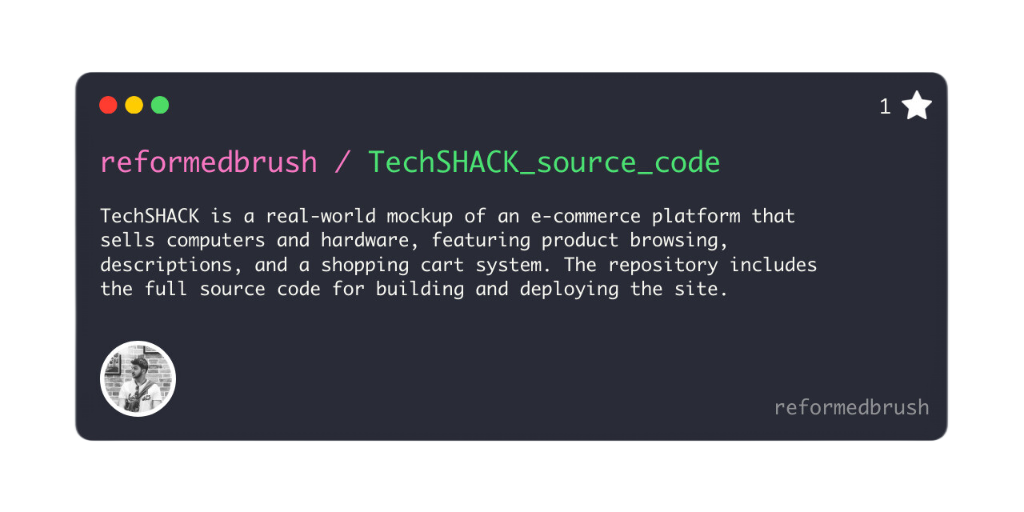 1
reformedbrush / TechSHACK_source_code
TechSHACK is a real-world mockup of an e-commerce platform that
sells computers and hardware, featuring product browsing,
descriptions, and a shopping cart system. The repository includes
the full source code for building and deploying the site.
reformedbrush